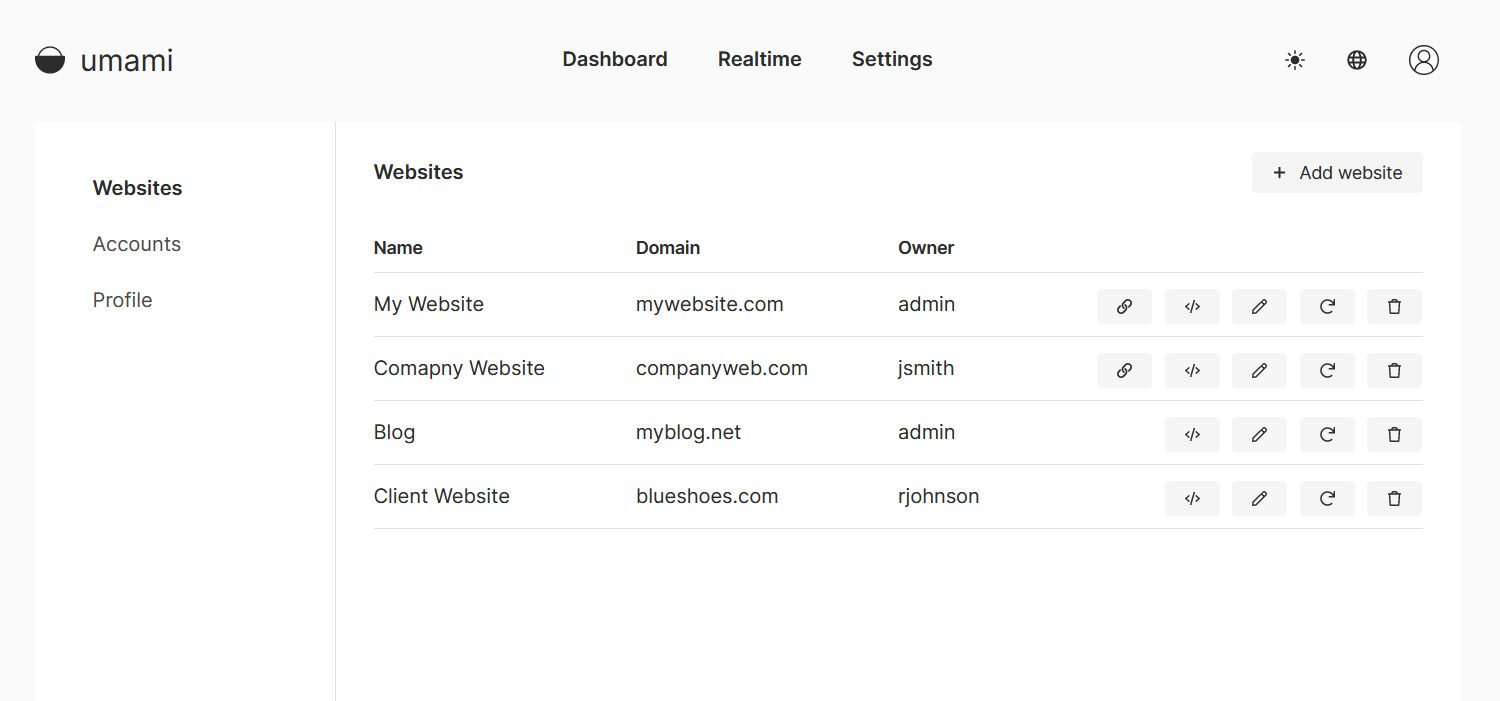 umami
Dashboard Realtime Settings
Websites
Accounts
Profile
Websites
+ Add website
Name Domain Owner
My Website mywebsite.com admin
Comapny Website companyweb.com jsmith
Blog myblog.net admin
Client Website blueshoes.com rjohnson